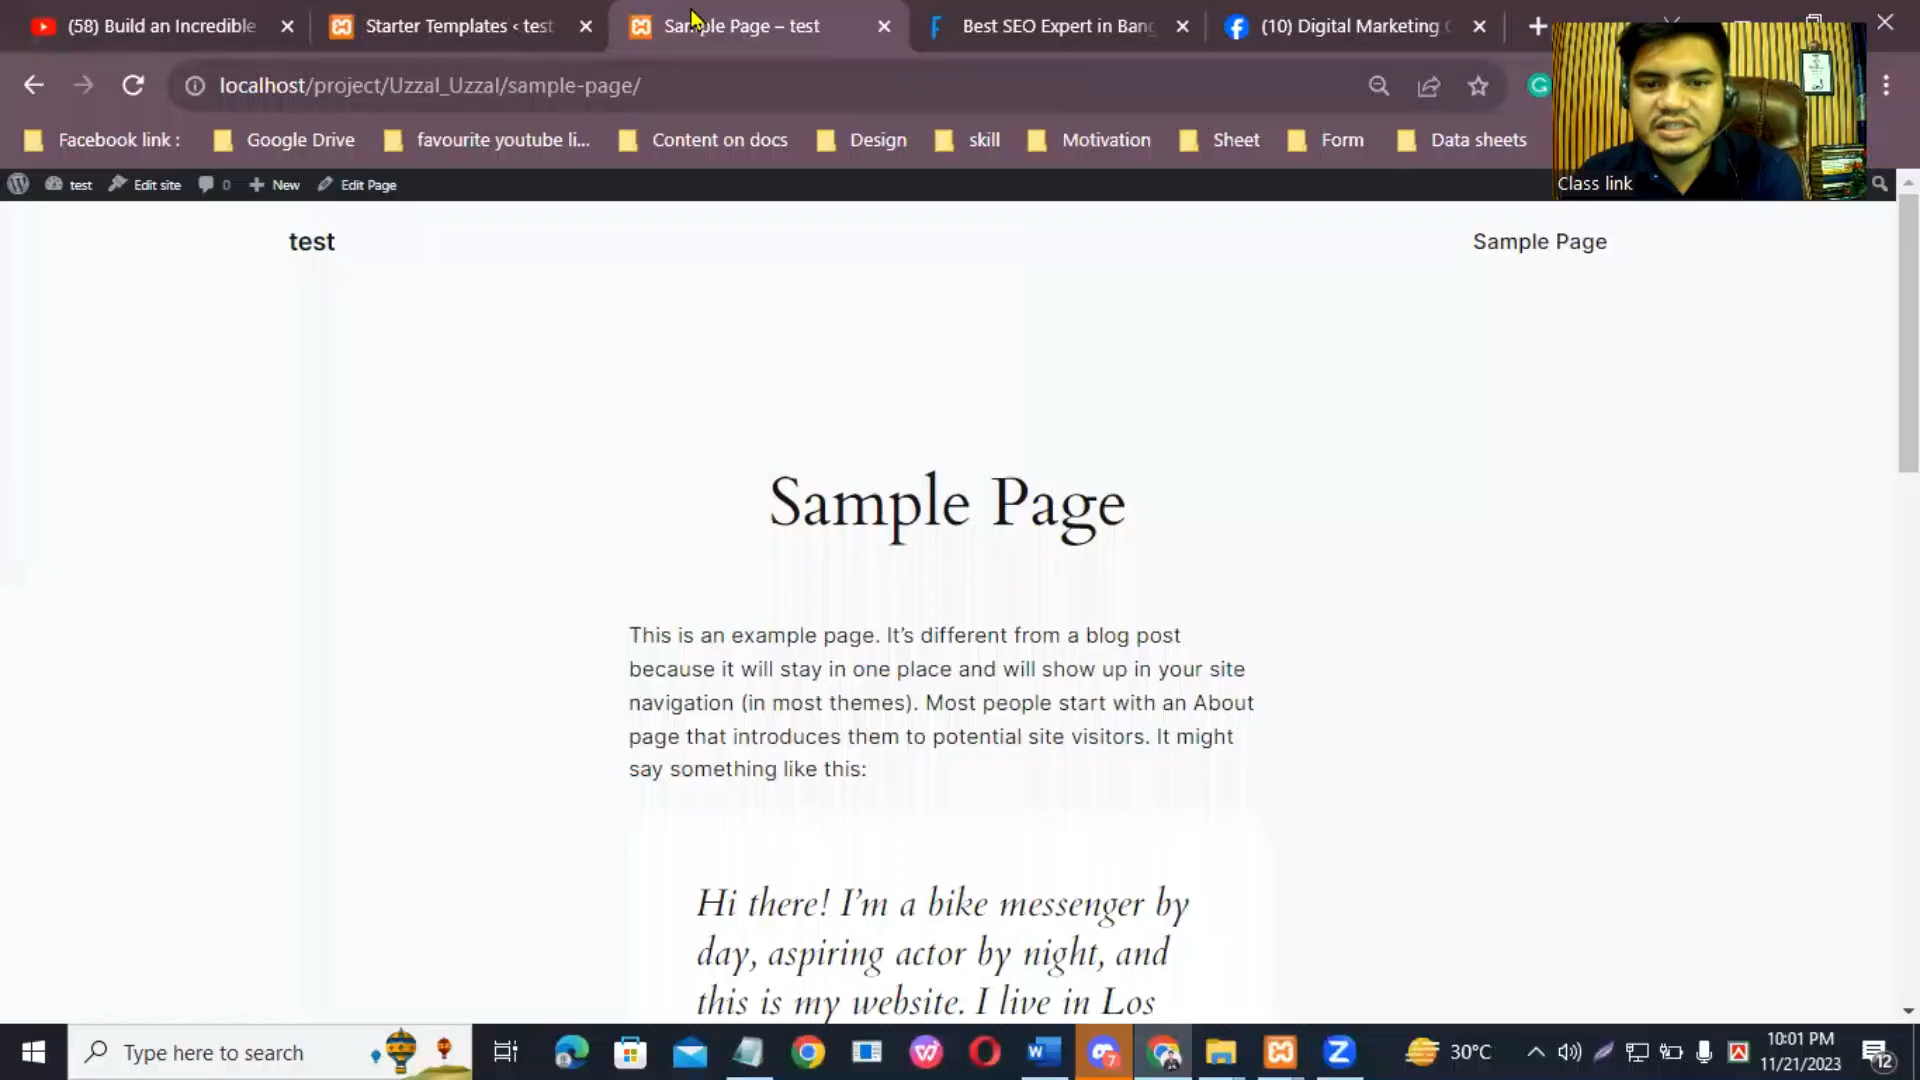 (58) Build an Incredible
Starter Templates ‹ test
Sample Page – test
Best SEO Expert in Bang
(10) Digital Marketing C
localhost/project/Uzzal_Uzzal/sample-page/
Facebook link :
Google Drive
favourite youtube li...
Content on docs
Design
skill
Motivation
Sheet
Form
Data sheets
Class link
test
Edit site
0
New
Edit Page
test
Sample Page
Sample Page
This is an example page. It’s different from a blog post
because it will stay in one place and will show up in your site
navigation (in most themes). Most people start with an About
page that introduces them to potential site visitors. It might
say something like this:
Hi there! I’m a bike messenger by
day, aspiring actor by night, and
this is my website. I live in Los
Type here to search
7
30°C
10:01 PM
11/21/2023
12